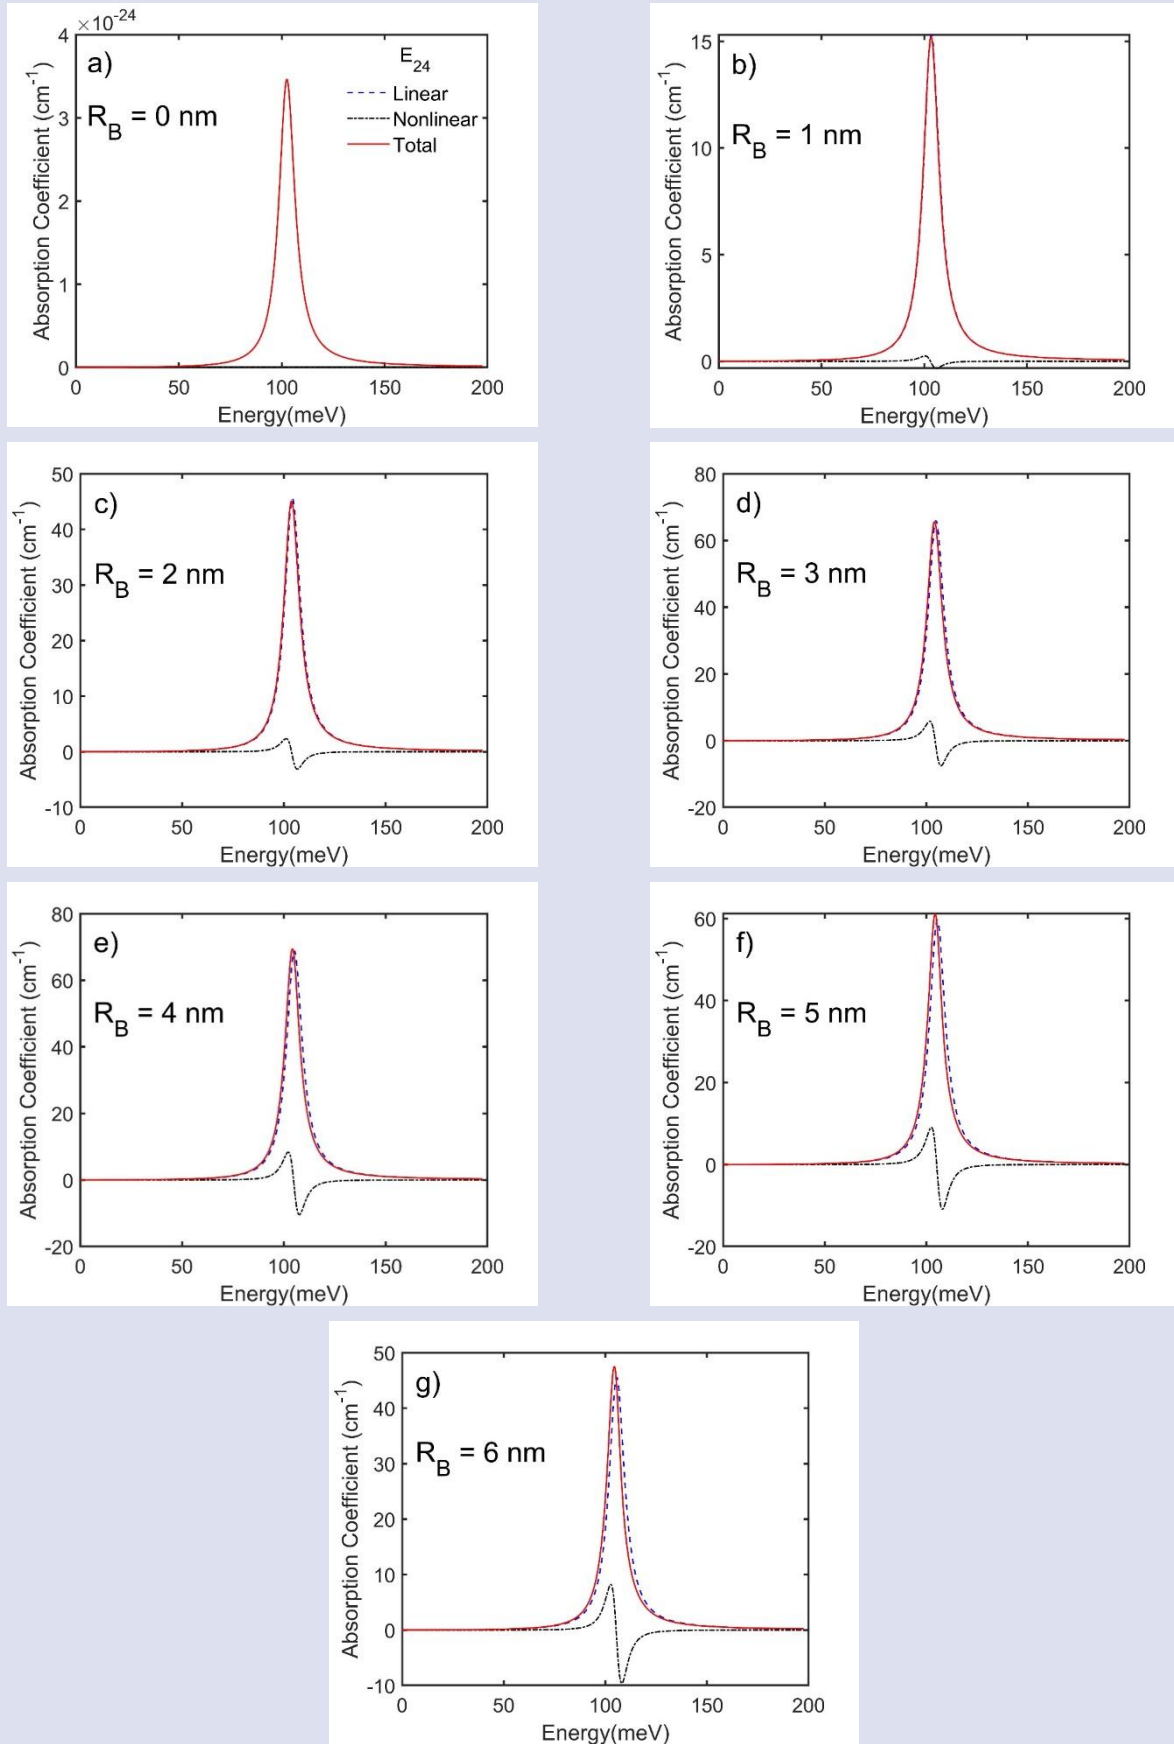 ×10^-24
4
3
2
1
0
0 50 100 150 200
Absorption Coefficient (cm^-1)
Energy(meV)
a)
R_B = 0 nm
E_24
Linear
Nonlinear
Total
15
10
5
0
0 50 100 150 200
Absorption Coefficient (cm^-1)
Energy(meV)
b)
R_B = 1 nm
50
40
30
20
10
0
-10
0 50 100 150 200
Absorption Coefficient (cm^-1)
Energy(meV)
c)
R_B = 2 nm
80
60
40
20
0
-20
0 50 100 150 200
Absorption Coefficient (cm^-1)
Energy(meV)
d)
R_B = 3 nm
80
60
40
20
0
-20
0 50 100 150 200
Absorption Coefficient (cm^-1)
Energy(meV)
e)
R_B = 4 nm
60
40
20
0
-20
0 50 100 150 200
Absorption Coefficient (cm^-1)
Energy(meV)
f)
R_B = 5 nm
50
40
30
20
10
0
-10
0 50 100 150 200
Absorption Coefficient (cm^-1)
Energy(meV)
g)
R_B = 6 nm